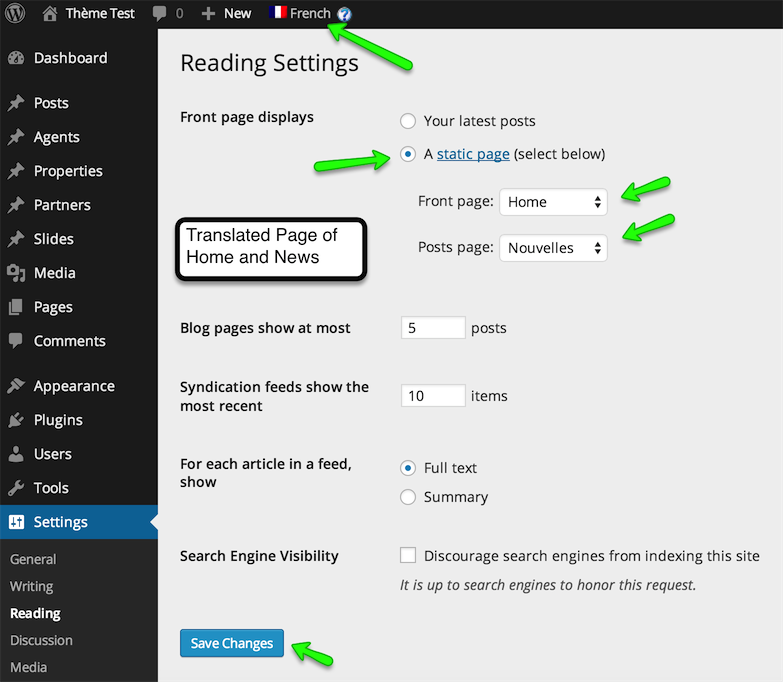 Thème Test 0 New French ?
Dashboard
Posts
Agents
Properties
Partners
Slides
Media
Pages
Comments
Appearance
Plugins
Users
Tools
Settings
General
Writing
Reading
Discussion
Media
Reading Settings
Front page displays
Your latest posts
A static page (select below)
Front page: Home
Posts page: Nouvelles
Translated Page of
Home and News
Blog pages show at most 5 posts
Syndication feeds show the
most recent
10 items
For each article in a feed,
show
Full text
Summary
Search Engine Visibility
Discourage search engines from indexing this site
It is up to search engines to honor this request.
Save Changes